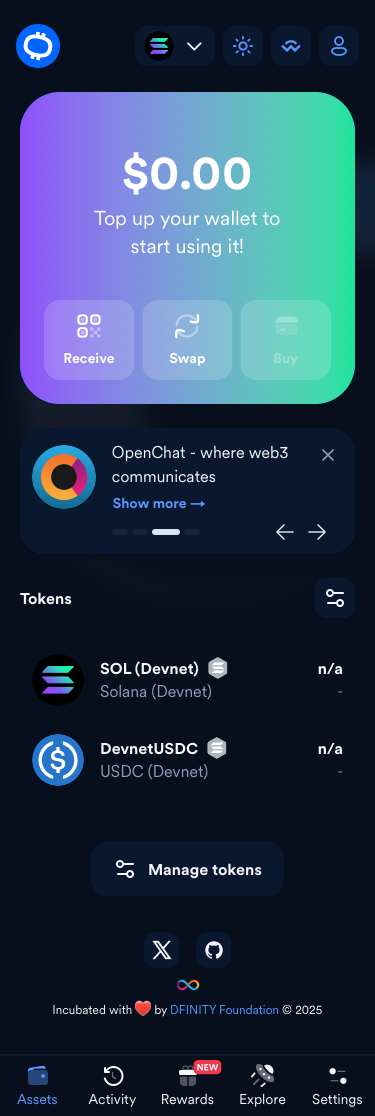 $0.00
Top up your wallet to
start using it!
Receive
Swap
Buy
OpenChat - where web3
communicates
Show more →
Tokens
SOL (Devnet)
n/a
Solana (Devnet)
-
DevnetUSDC
n/a
USDC (Devnet)
-
Manage tokens
Incubated with ❤️ by DFINITY Foundation © 2025
NEW
Assets
Activity
Rewards
Explore
Settings